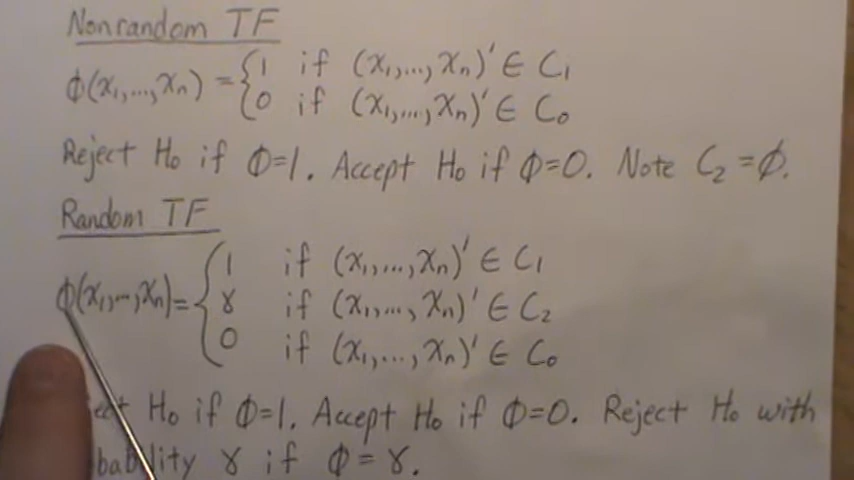 Nonrandom TF
ϕ(x₁,...,xₙ) = { 1 if (x₁,...,xₙ)' ∈ C₁
0 if (x₁,...,xₙ)' ∈ C₀
Reject H₀ if ϕ=1. Accept H₀ if ϕ=0. Note C₂=∅.
Random TF
ϕ(x₁,...,xₙ)= { 1 if (x₁,...,xₙ)' ∈ C₁
γ if (x₁,...,xₙ)' ∈ C₂
0 if (x₁,...,xₙ)' ∈ C₀
H₀ if ϕ=1. Accept H₀ if ϕ=0. Reject H₀ with
γ if ϕ=γ.